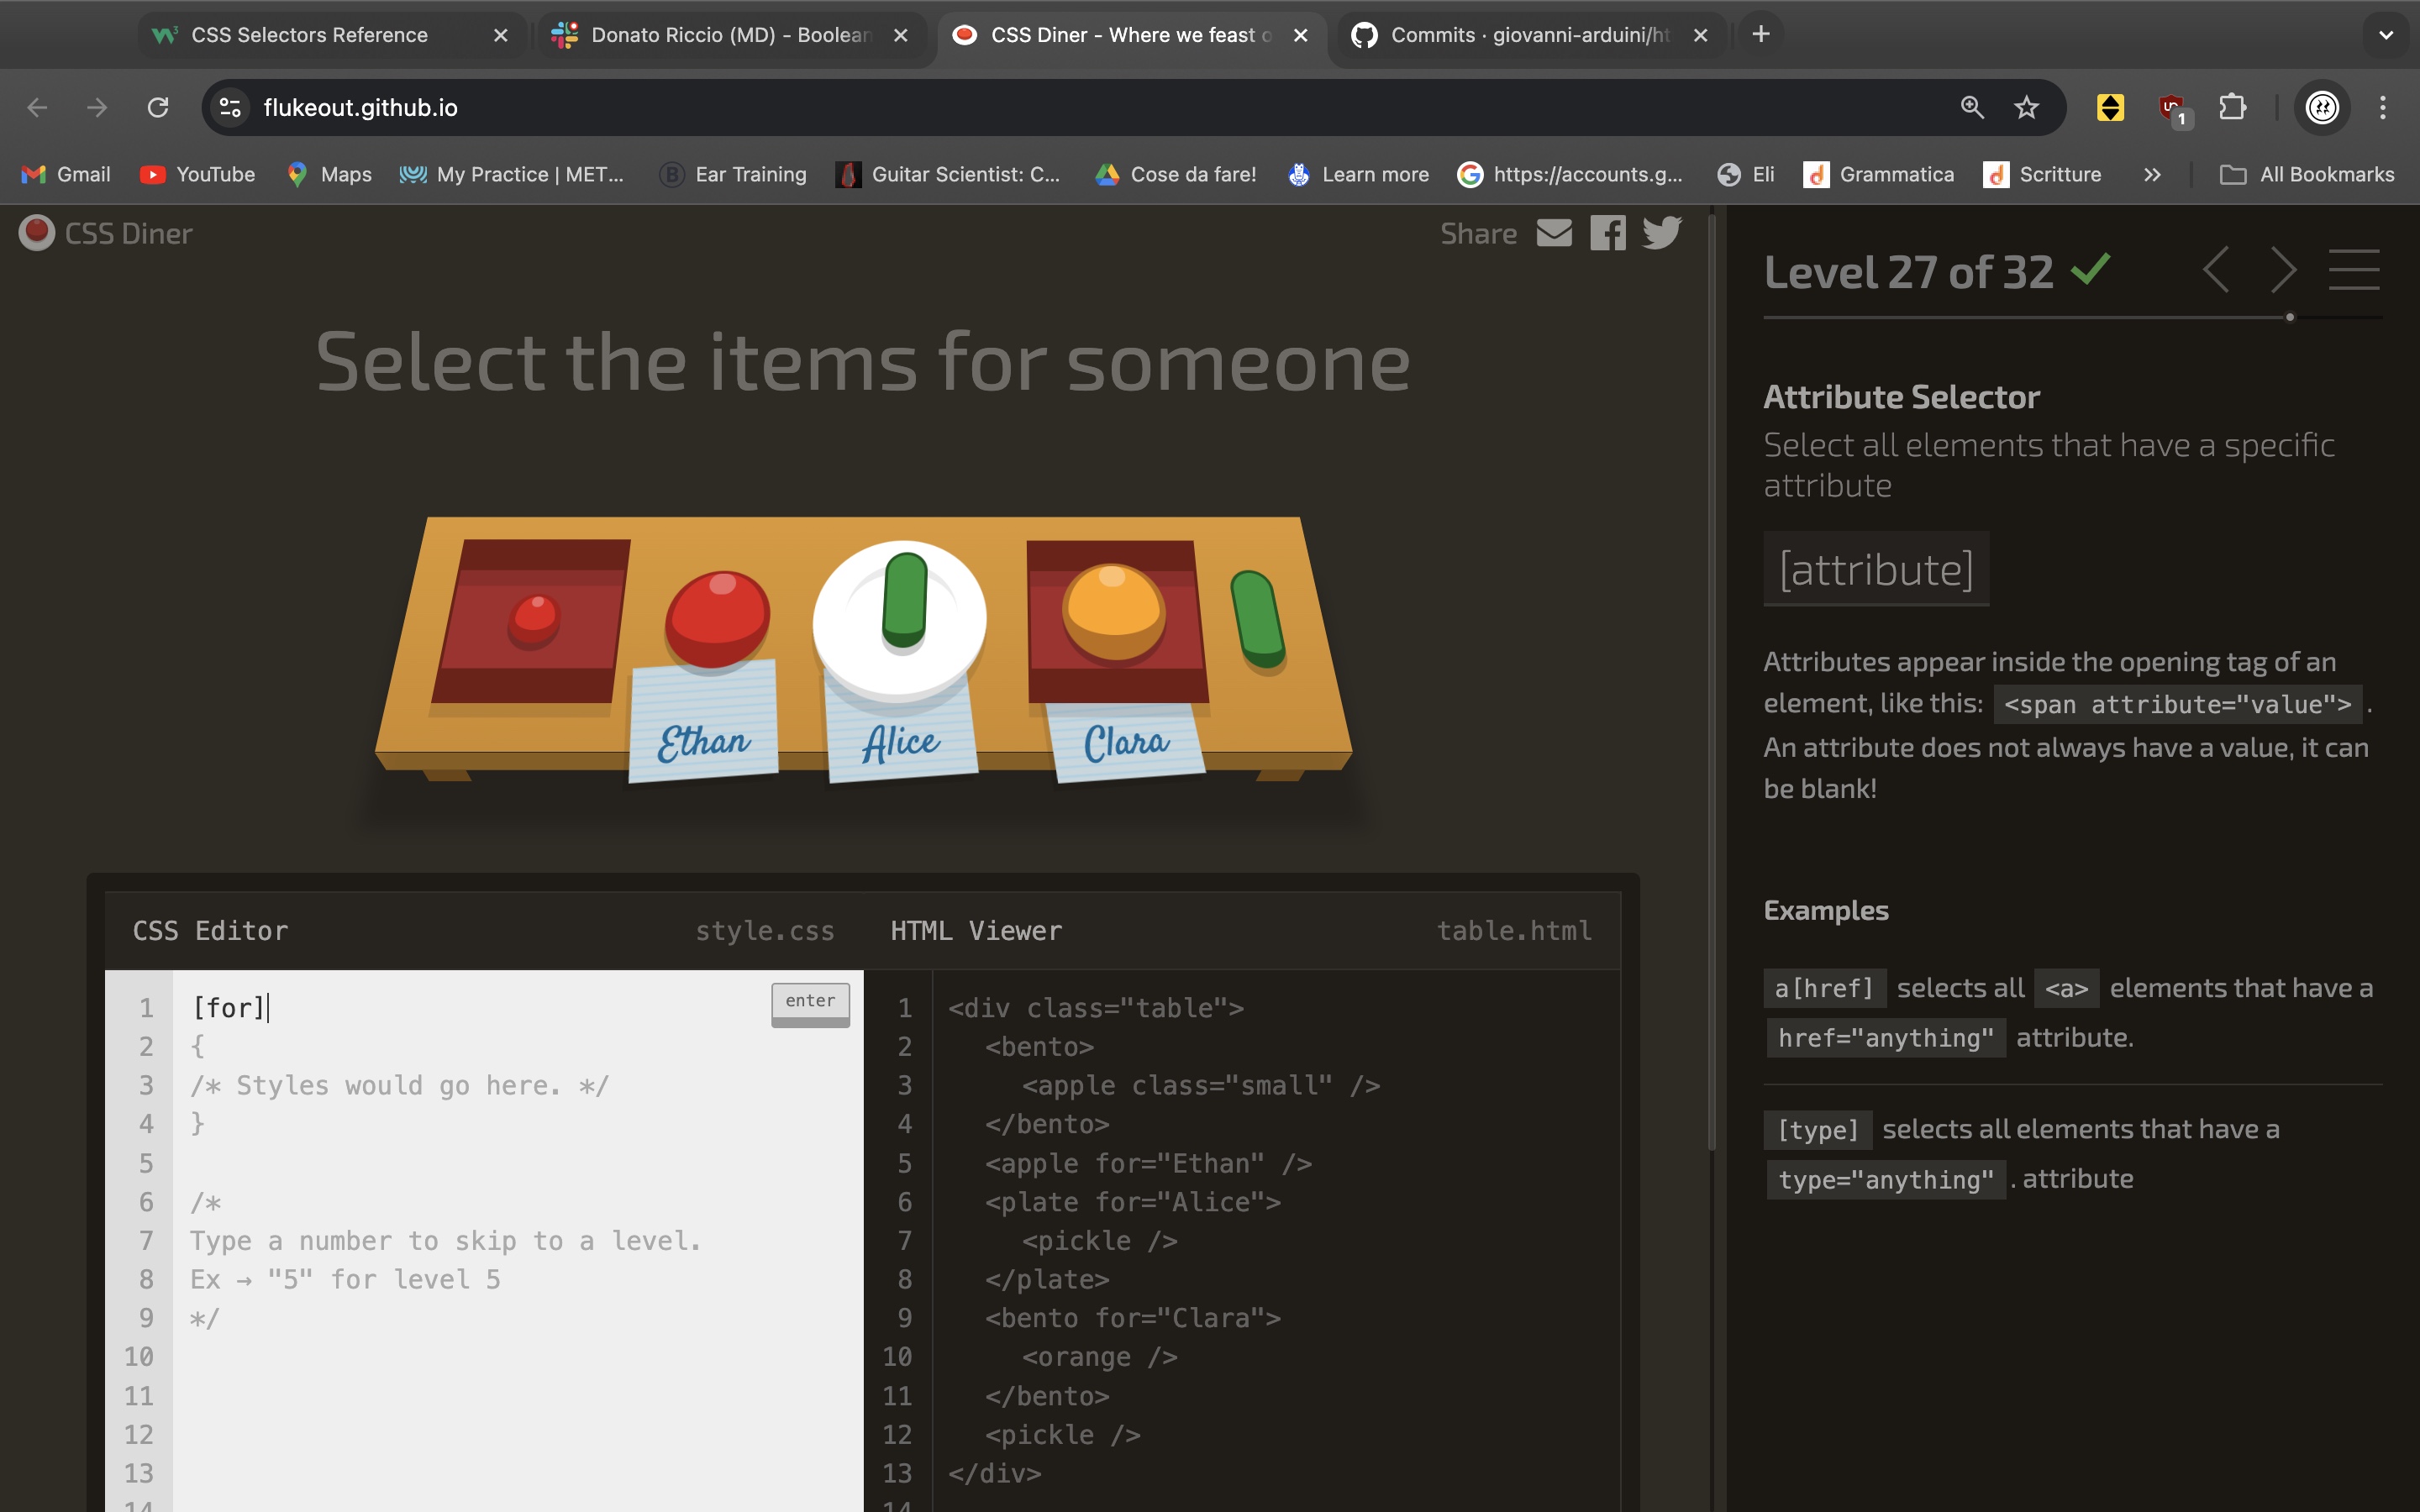 CSS Selectors Reference
Donato Riccio (MD) - Boolean
CSS Diner - Where we feast o
Commits · giovanni-arduini/ht
flukeout.github.io
1
Gmail
YouTube
Maps
My Practice | MET...
Ear Training
Guitar Scientist: C...
Cose da fare!
Learn more
https://accounts.g...
Eli
Grammatica
Scritture
All Bookmarks
CSS Diner
Share
Select the items for someone
Ethan
Alice
Clara
CSS Editor
style.css
HTML Viewer
table.html
1 [for]
enter
2 {
3 /* Styles would go here. */
4 }
5
6 /*
7 Type a number to skip to a level.
8 Ex → "5" for level 5
9 */
10
11
12
13
14
1 <div class="table">
2 <bento>
3 <apple class="small" />
4 </bento>
5 <apple for="Ethan" />
6 <plate for="Alice">
7 <pickle />
8 </plate>
9 <bento for="Clara">
10 <orange />
11 </bento>
12 <pickle />
13 </div>
14
Level 27 of 32
Attribute Selector
Select all elements that have a specific
attribute
[attribute]
Attributes appear inside the opening tag of an
element, like this: <span attribute="value"> .
An attribute does not always have a value, it can
be blank!
Examples
a[href] selects all <a> elements that have a
href="anything" attribute.
[type] selects all elements that have a
type="anything" . attribute